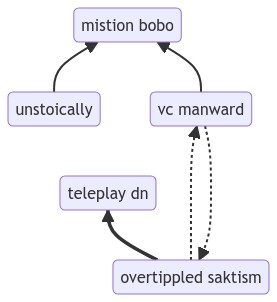 mistion bobo
unstoically
vc manward
teleplay dn
overtippled saktism